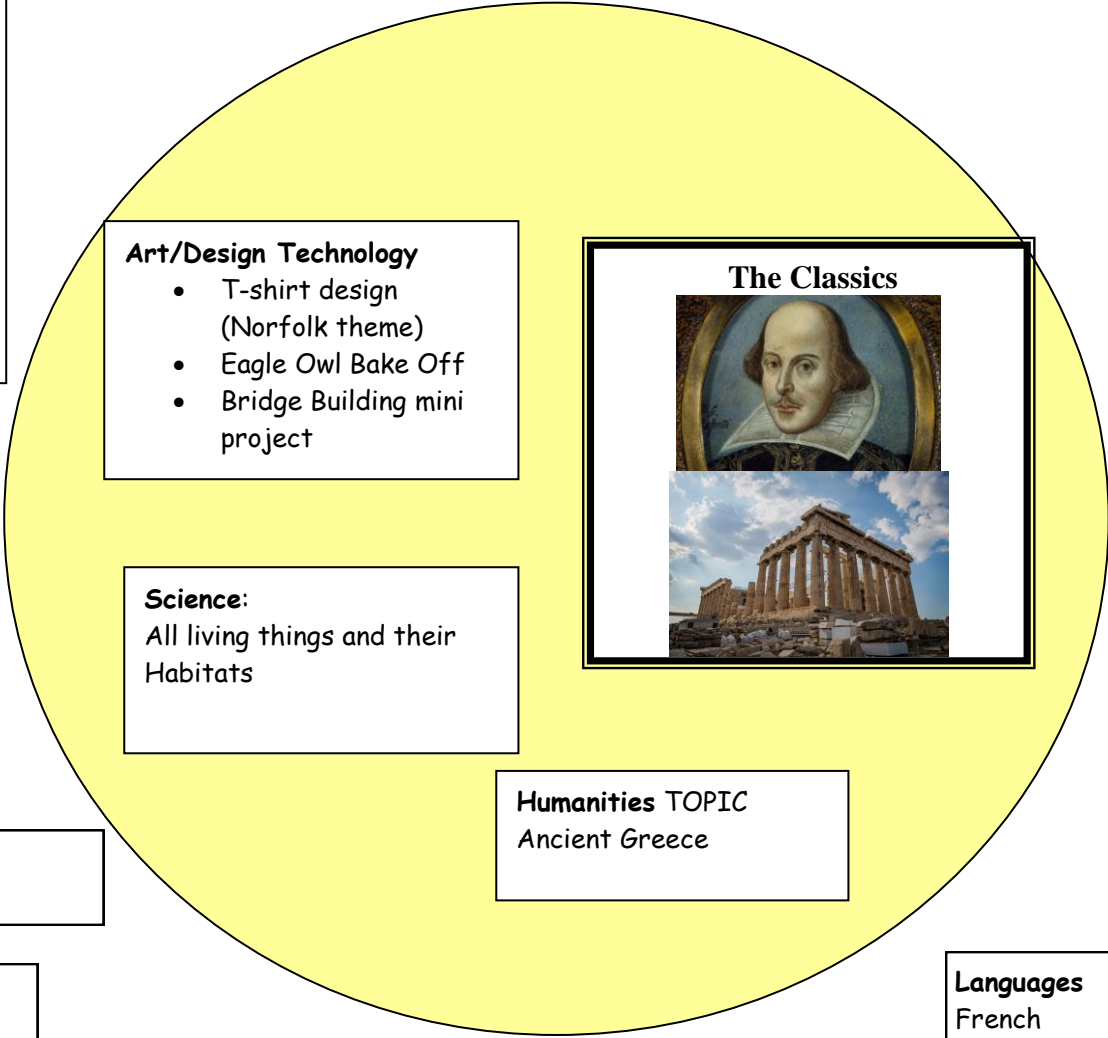 Art/Design Technology
• T-shirt design
(Norfolk theme)
• Eagle Owl Bake Off
• Bridge Building mini
project
The Classics
Science:
All living things and their
Habitats
Humanities TOPIC
Ancient Greece
Languages
French